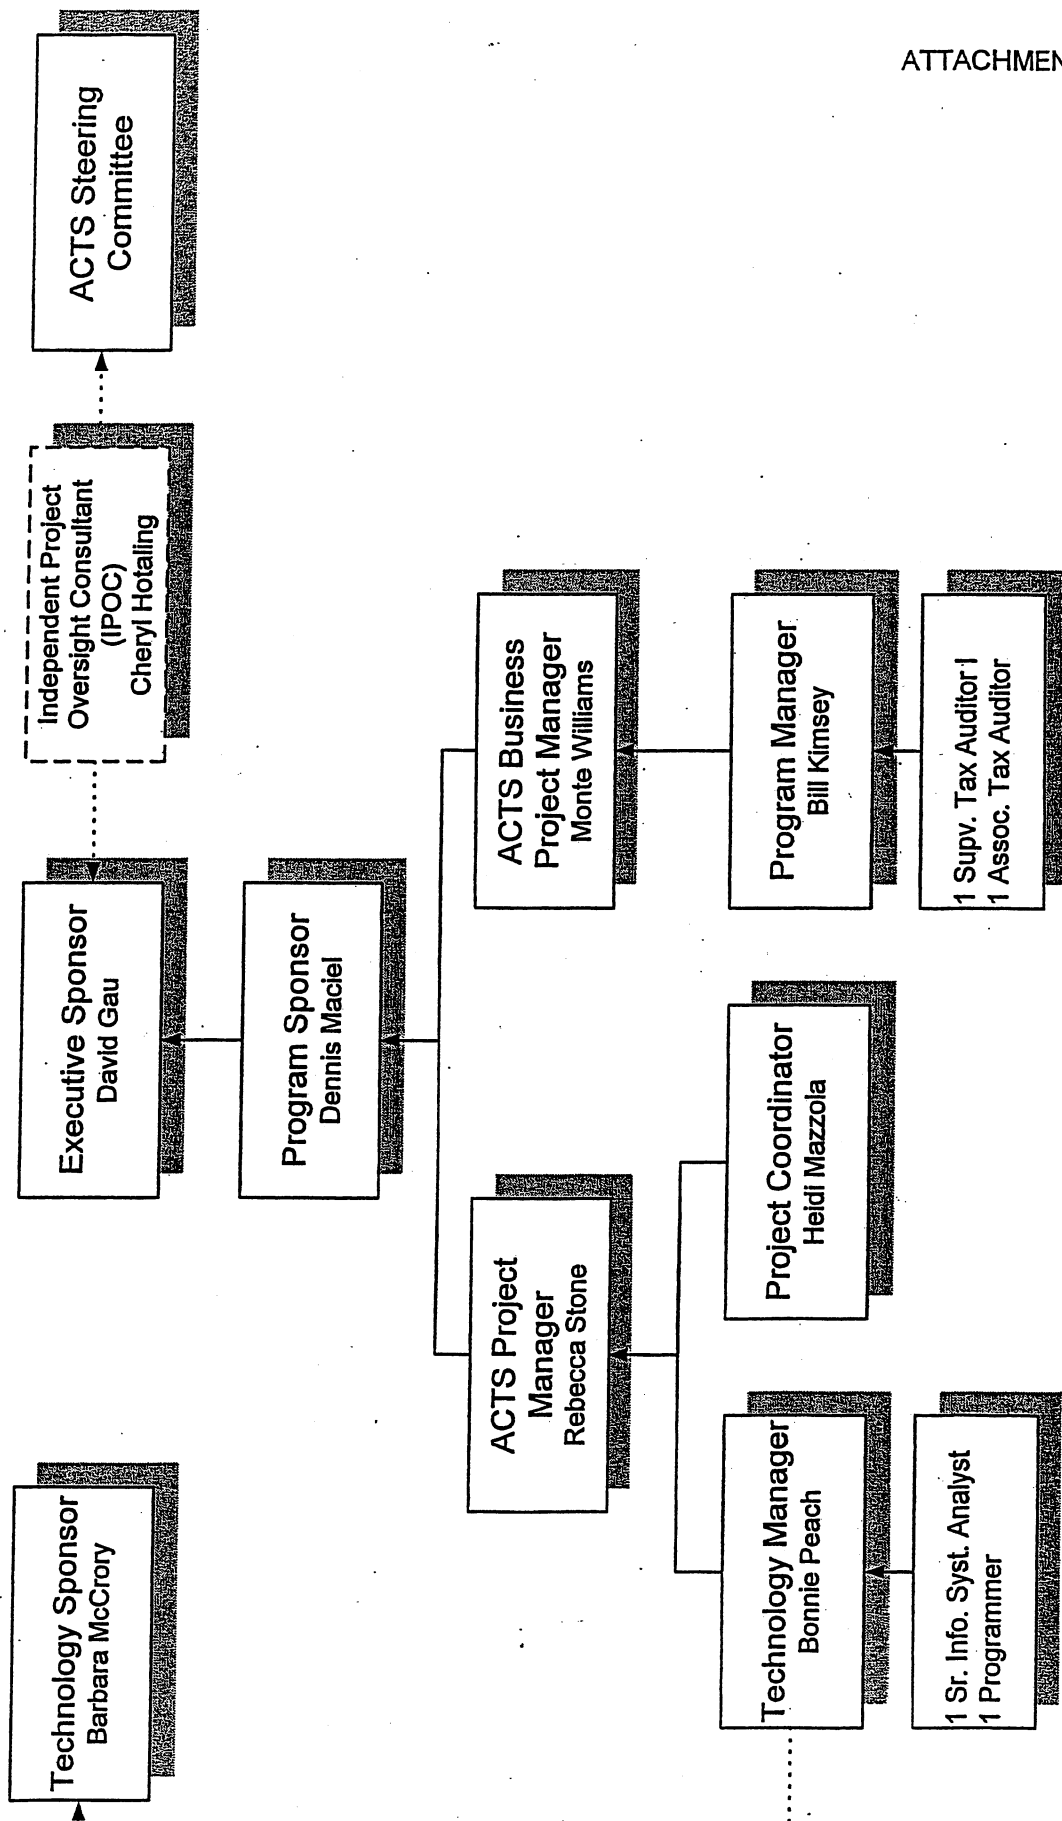 ATTACHMEN
Technology Sponsor
Barbara McCrory
Executive Sponsor
David Gau
Independent Project
Oversight Consultant
(IPOC)
Cheryl Hotaling
ACTS Steering
Committee
Program Sponsor
Dennis Maciel
ACTS Project
Manager
Rebecca Stone
ACTS Business
Project Manager
Monte Williams
Technology Manager
Bonnie Peach
Project Coordinator
Heidi Mazzola
Program Manager
Bill Kimsey
1 Sr. Info. Syst. Analyst
1 Programmer
1 Supv. Tax Auditor I
1 Assoc. Tax Auditor